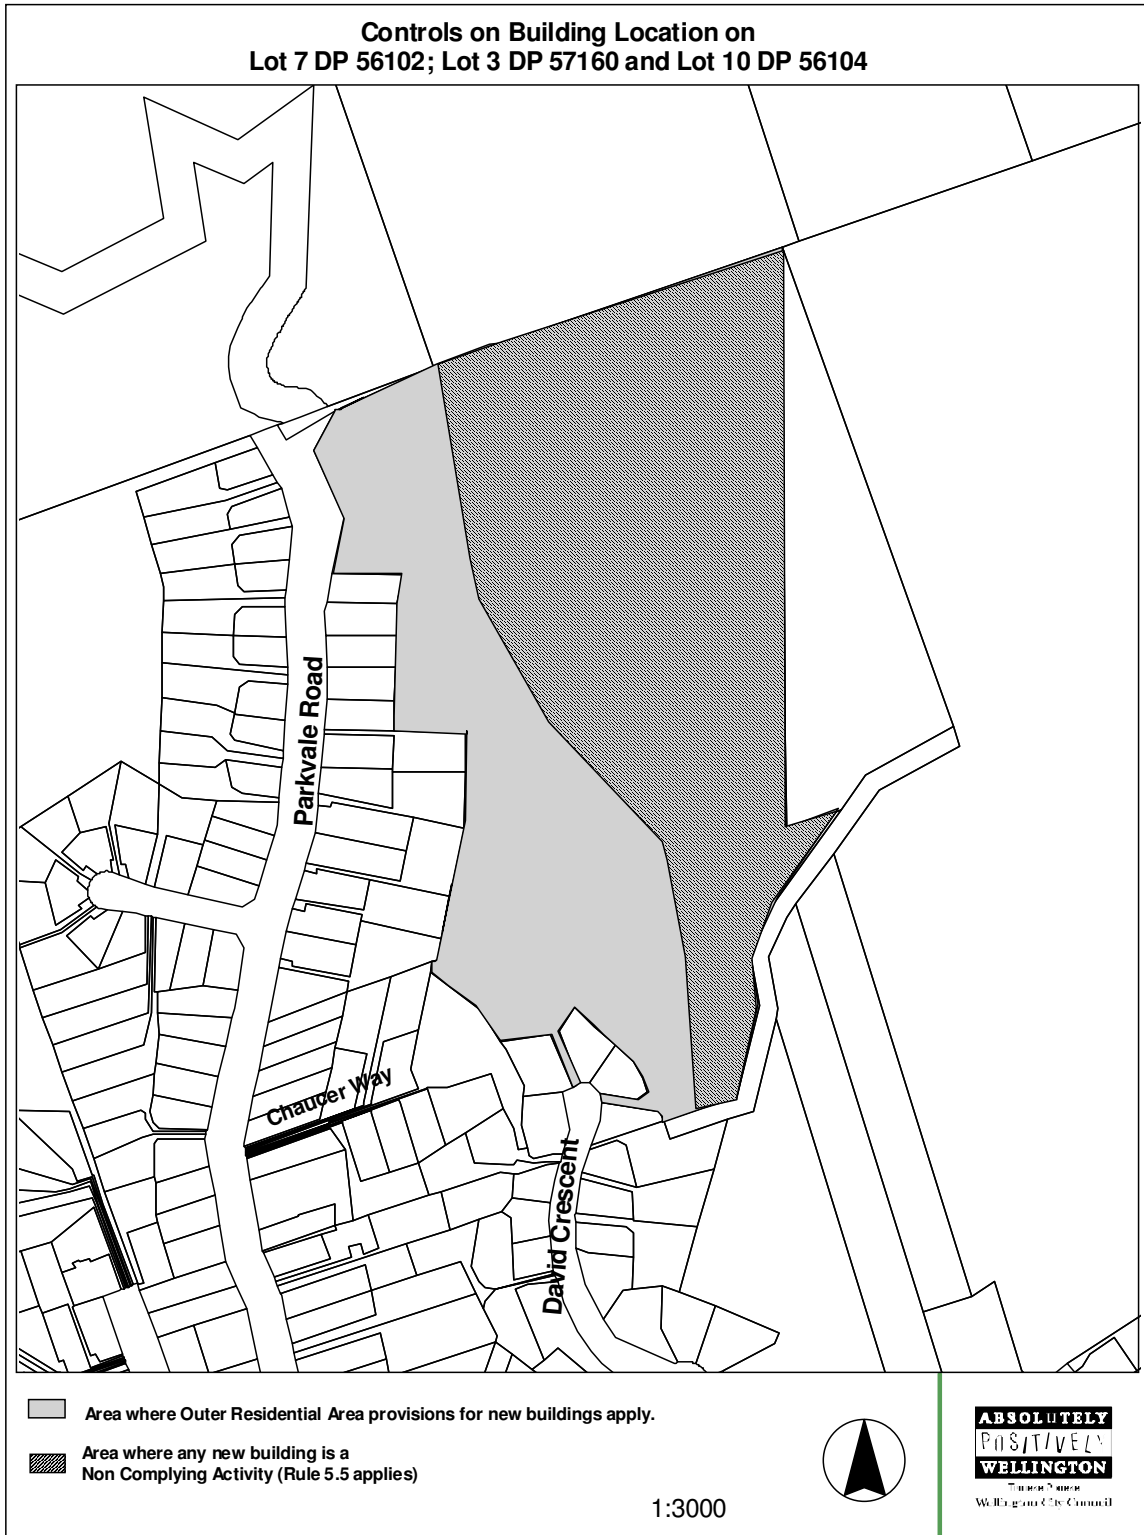 Controls on Building Location on
Lot 7 DP 56102; Lot 3 DP 57160 and Lot 10 DP 56104
Parkvale Road
Chaucer Way
David Crescent
Area where Outer Residential Area provisions for new buildings apply.
Area where any new building is a
Non Complying Activity (Rule 5.5 applies)
1:3000
ABSOLUTELY
POSITIVELY
WELLINGTON
Wellington City Council